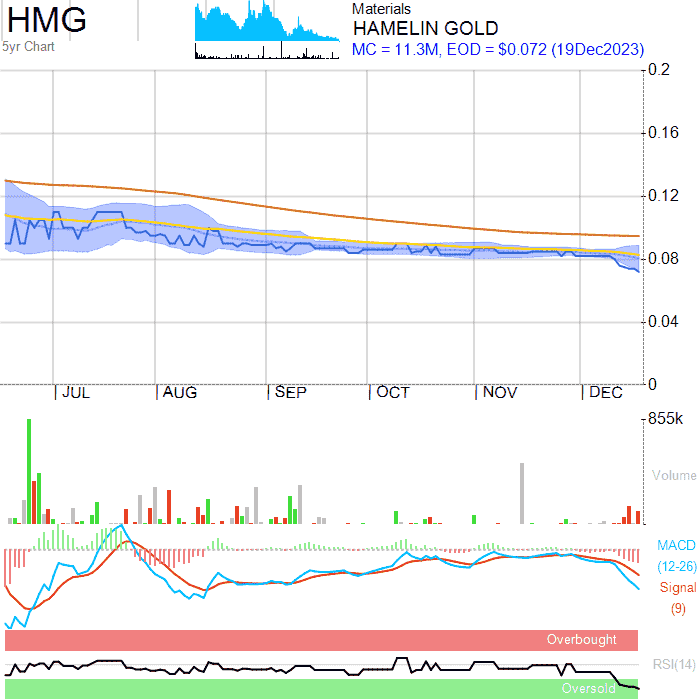 HMG
5yr Chart
Materials
HAMELIN GOLD
MC = 11.3M, EOD = $0.072 (19Dec2023)
0.2
0.16
0.12
0.08
0.04
0
JUL AUG SEP OCT NOV DEC
855k
Volume
MACD
(12-26)
Signal
(9)
Overbought
RSI(14)
Oversold